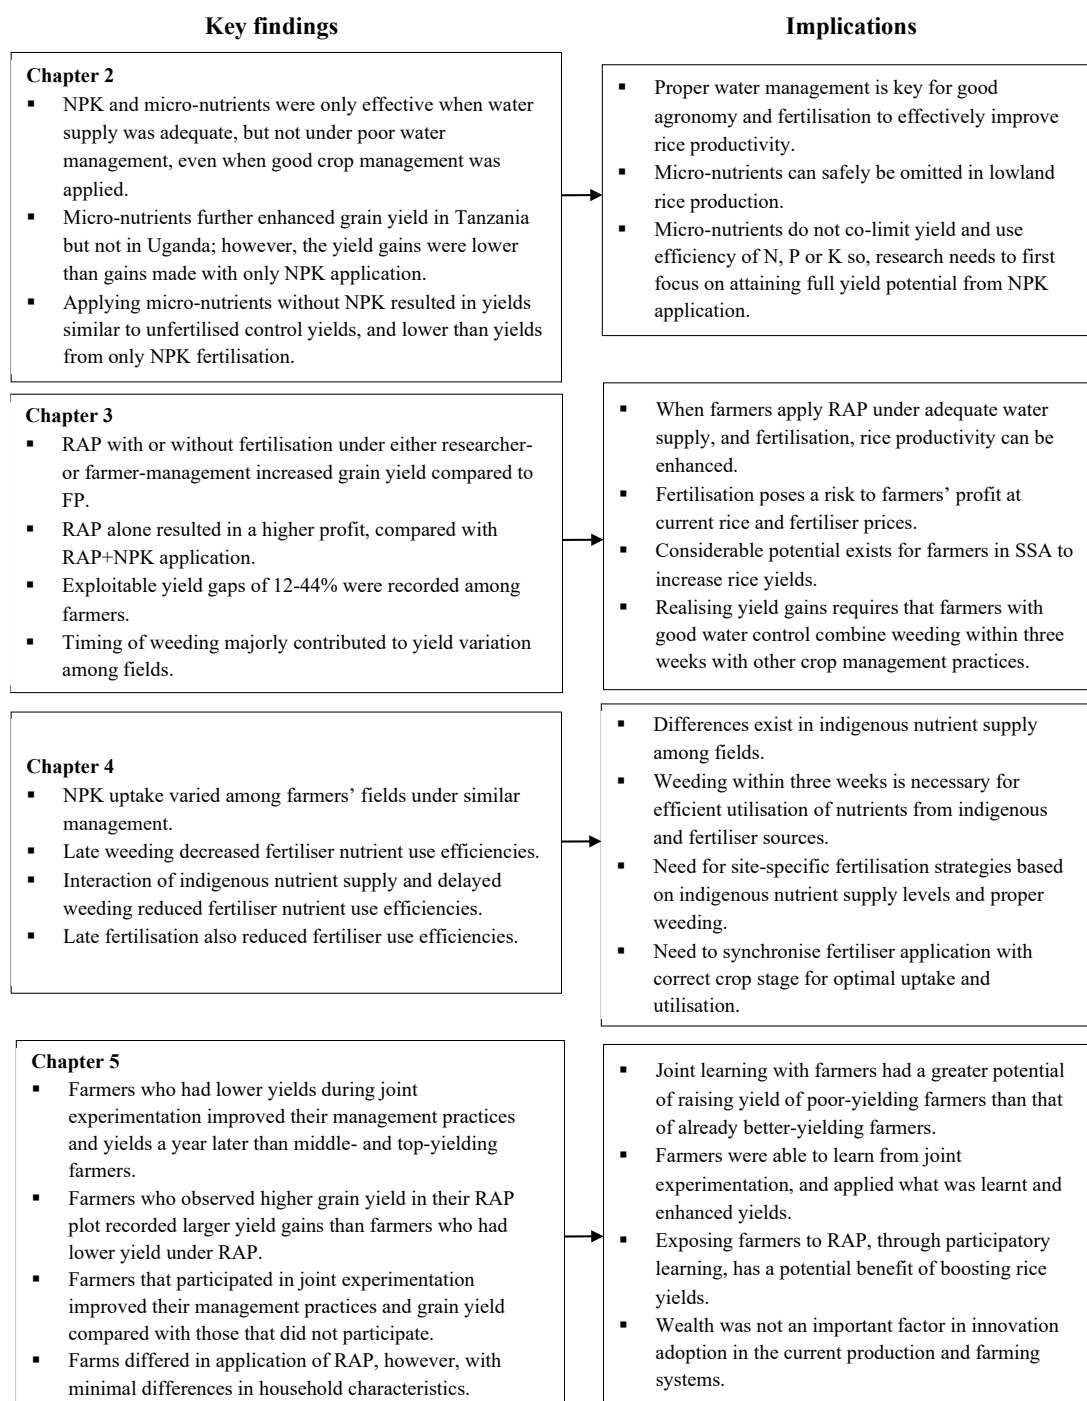 Key findings
Implications
Chapter 2
▪ NPK and micro-nutrients were only effective when water
supply was adequate, but not under poor water
management, even when good crop management was
applied.
▪ Micro-nutrients further enhanced grain yield in Tanzania
but not in Uganda; however, the yield gains were lower
than gains made with only NPK application.
▪ Applying micro-nutrients without NPK resulted in yields
similar to unfertilised control yields, and lower than yields
from only NPK fertilisation.
▪ Proper water management is key for good
agronomy and fertilisation to effectively improve
rice productivity.
▪ Micro-nutrients can safely be omitted in lowland
rice production.
▪ Micro-nutrients do not co-limit yield and use
efficiency of N, P or K so, research needs to first
focus on attaining full yield potential from NPK
application.
Chapter 3
▪ RAP with or without fertilisation under either researcher-
or farmer-management increased grain yield compared to
FP.
▪ RAP alone resulted in a higher profit, compared with
RAP+NPK application.
▪ Exploitable yield gaps of 12-44% were recorded among
farmers.
▪ Timing of weeding majorly contributed to yield variation
among fields.
▪ When farmers apply RAP under adequate water
supply, and fertilisation, rice productivity can be
enhanced.
▪ Fertilisation poses a risk to farmers' profit at
current rice and fertiliser prices.
▪ Considerable potential exists for farmers in SSA to
increase rice yields.
▪ Realising yield gains requires that farmers with
good water control combine weeding within three
weeks with other crop management practices.
Chapter 4
▪ NPK uptake varied among farmers' fields under similar
management.
▪ Late weeding decreased fertiliser nutrient use efficiencies.
▪ Interaction of indigenous nutrient supply and delayed
weeding reduced fertiliser nutrient use efficiencies.
▪ Late fertilisation also reduced fertiliser use efficiencies.
▪ Differences exist in indigenous nutrient supply
among fields.
▪ Weeding within three weeks is necessary for
efficient utilisation of nutrients from indigenous
and fertiliser sources.
▪ Need for site-specific fertilisation strategies based
on indigenous nutrient supply levels and proper
weeding.
▪ Need to synchronise fertiliser application with
correct crop stage for optimal uptake and
utilisation.
Chapter 5
▪ Farmers who had lower yields during joint
experimentation improved their management practices
and yields a year later than middle- and top-yielding
farmers.
▪ Farmers who observed higher grain yield in their RAP
plot recorded larger yield gains than farmers who had
lower yield under RAP.
▪ Farmers that participated in joint experimentation
improved their management practices and grain yield
compared with those that did not participate.
▪ Farms differed in application of RAP, however, with
minimal differences in household characteristics.
▪ Joint learning with farmers had a greater potential
of raising yield of poor-yielding farmers than that
of already better-yielding farmers.
▪ Farmers were able to learn from joint
experimentation, and applied what was learnt and
enhanced yields.
▪ Exposing farmers to RAP, through participatory
learning, has a potential benefit of boosting rice
yields.
▪ Wealth was not an important factor in innovation
adoption in the current production and farming
systems.